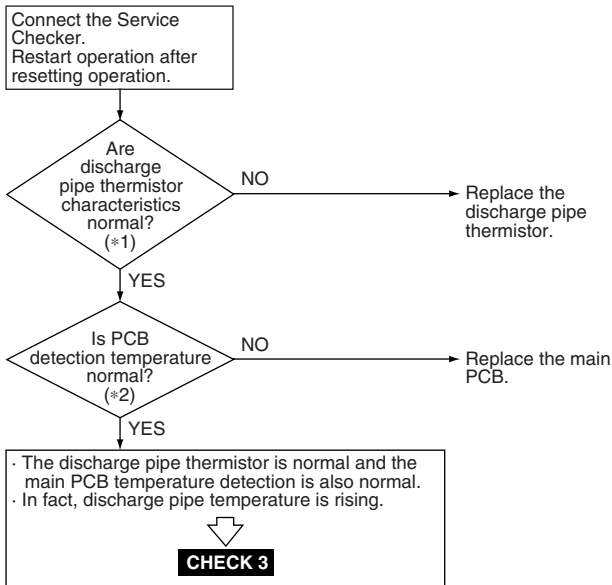 Connect the Service
Checker.
Restart operation after
resetting operation.
Are
discharge
pipe thermistor
characteristics
normal?
(*1)
NO
Replace the
discharge pipe
thermistor.
YES
Is PCB
detection temperature
normal?
(*2)
NO
Replace the main
PCB.
YES
· The discharge pipe thermistor is normal and the
main PCB temperature detection is also normal.
· In fact, discharge pipe temperature is rising.
CHECK 3